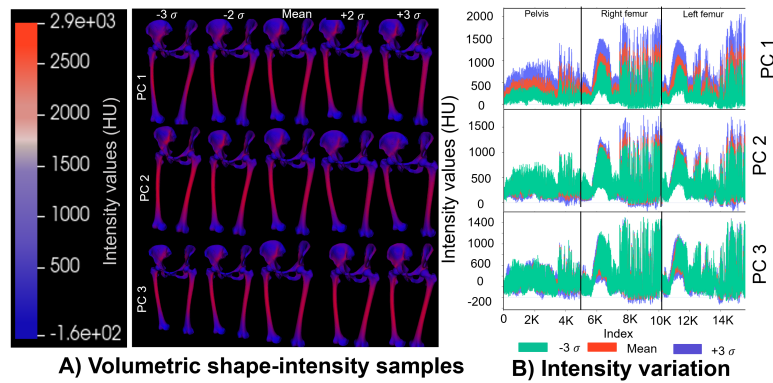 -3 σ -2 σ Mean +2 σ +3 σ
PC 1
PC 2
PC 3
2.9e+03
2500
2000
1500
1000
500
-1.6e+02
Intensity values (HU)
A) Volumetric shape-intensity samples
Pelvis Right femur Left femur
2000
1500
1000
500
0
PC 1
1500
1000
500
0
PC 2
1400
1000
600
200
0
-200
PC 3
Intensity values (HU)
0 2K 4K 6K 8K 10K 12K 14K
Index
-3 σ Mean +3 σ
B) Intensity variation